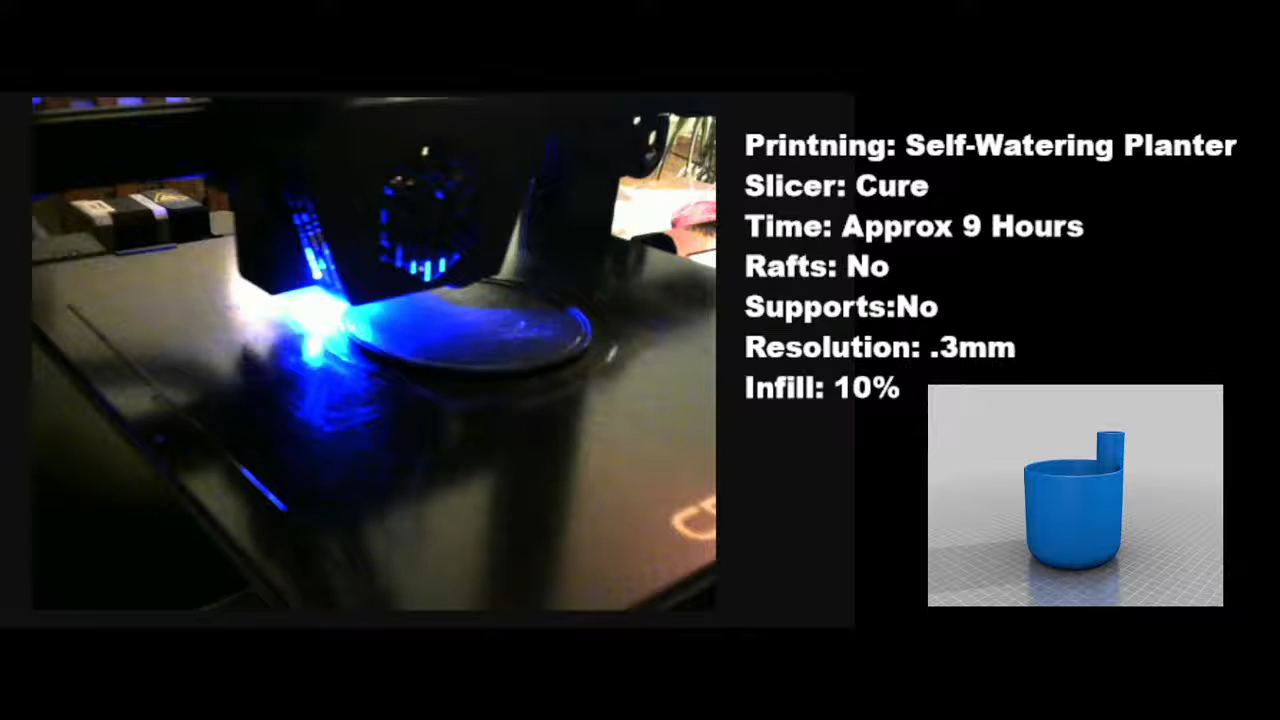 Printning: Self-Watering Planter
Slicer: Cure
Time: Approx 9 Hours
Rafts: No
Supports:No
Resolution: .3mm
Infill: 10%